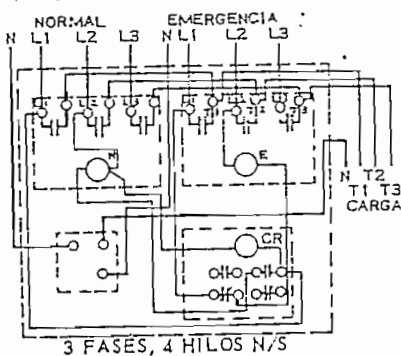 NORMAL EMERGENCIA
N L1 L2 L3 N L1 L2 L3
N
E
N T2
T1 T3
CARGA
CR
3 FASES, 4 HILOS N/S